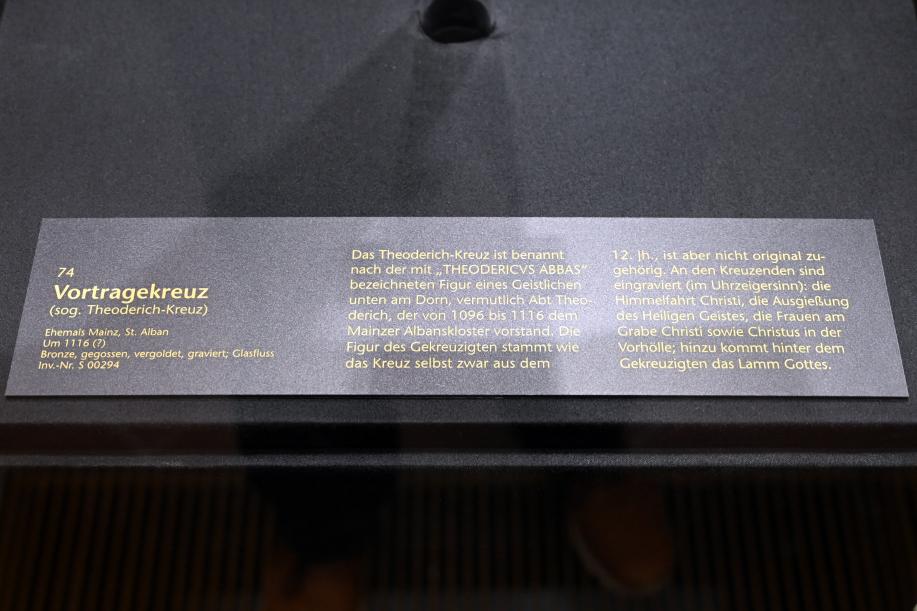 74
Vortragekreuz
(sog. Theoderich-Kreuz)
Ehemals Mainz, St. Alban
Um 1116 (?)
Bronze, gegossen, vergoldet, graviert; Glasfluss
Inv.-Nr. S 00294
Das Theoderich-Kreuz ist benannt
nach der mit „THEODERICVS ABBAS“
bezeichneten Figur eines Geistlichen
unten am Dorn, vermutlich Abt Theo-
derich, der von 1096 bis 1116 dem
Mainzer Albanskloster vorstand. Die
Figur des Gekreuzigten stammt wie
das Kreuz selbst zwar aus dem
12. Jh., ist aber nicht original zu-
gehörig. An den Kreuzenden sind
eingraviert (im Uhrzeigersinn): die
Himmelfahrt Christi, die Ausgießung
des Heiligen Geistes, die Frauen am
Grabe Christi sowie Christus in der
Vorhölle; hinzu kommt hinter dem
Gekreuzigten das Lamm Gottes.